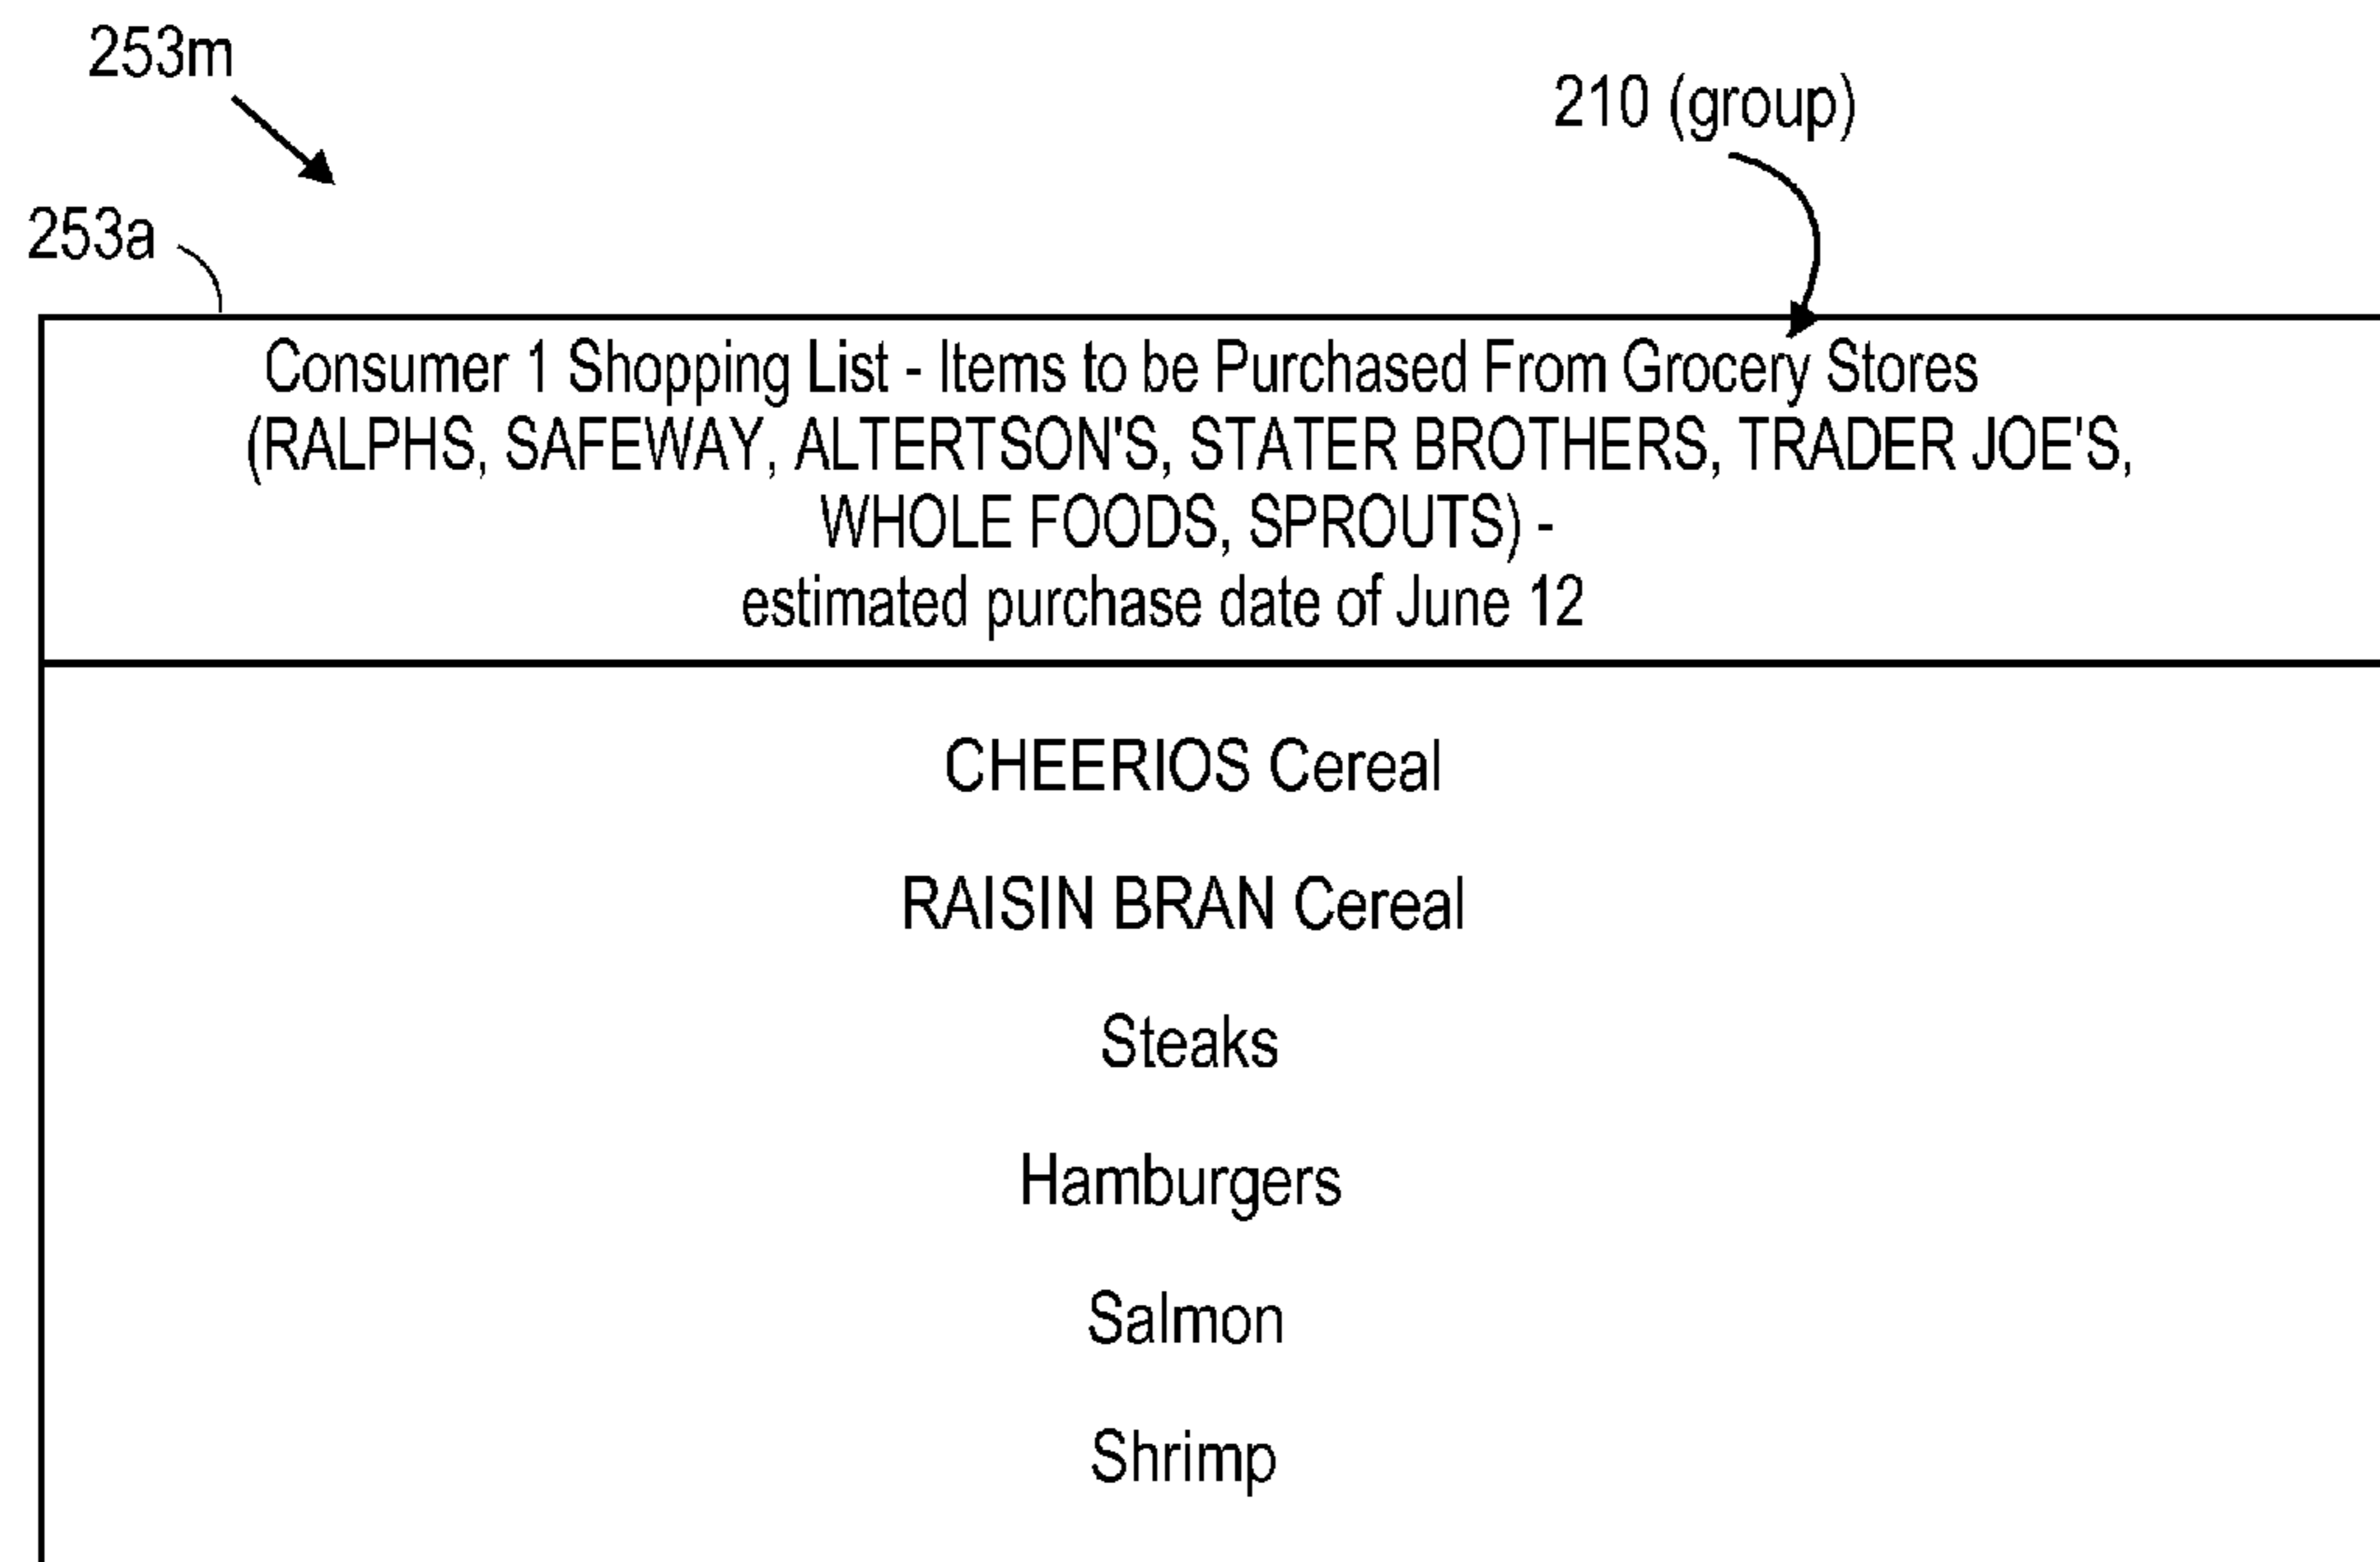 253m
210 (group)
253a
Consumer 1 Shopping List - Items to be Purchased From Grocery Stores
(RALPHS, SAFEWAY, ALTERTSON'S, STATER BROTHERS, TRADER JOE'S,
WHOLE FOODS, SPROUTS) -
estimated purchase date of June 12
CHEERIOS Cereal
RAISIN BRAN Cereal
Steaks
Hamburgers
Salmon
Shrimp